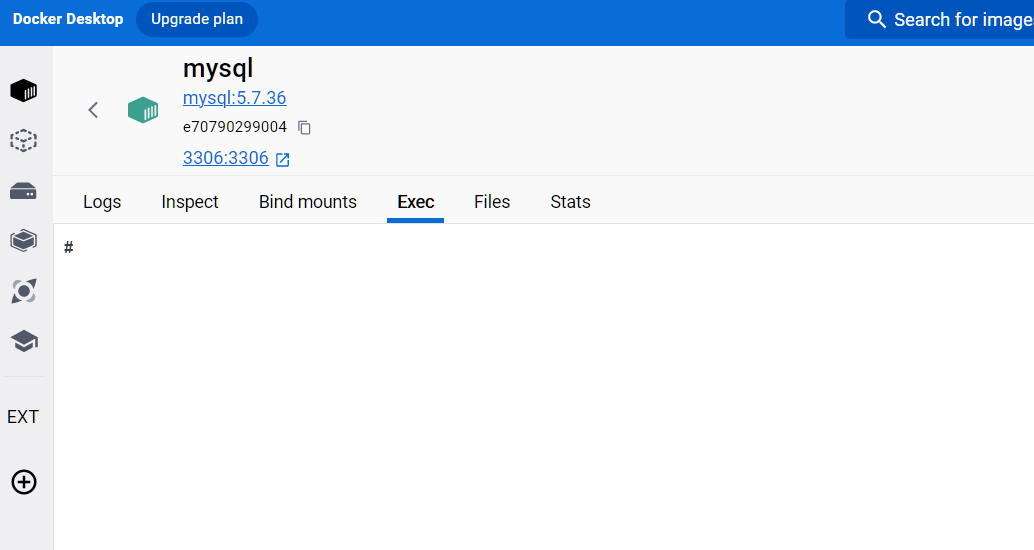 Docker Desktop
Upgrade plan
Search for image
mysql
mysql:5.7.36
e70790299004
3306:3306
Logs
Inspect
Bind mounts
Exec
Files
Stats
#
EXT